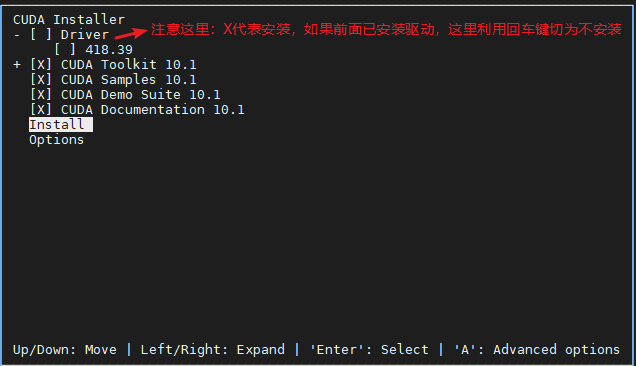 CUDA Installer
- [ ] Driver
[ ] 418.39
+ [X] CUDA Toolkit 10.1
[X] CUDA Samples 10.1
[X] CUDA Demo Suite 10.1
[X] CUDA Documentation 10.1
Install
Options
注意这里：X代表安装，如果前面已安装驱动，这里利用回车键切为不安装
Up/Down: Move | Left/Right: Expand | 'Enter': Select | 'A': Advanced options